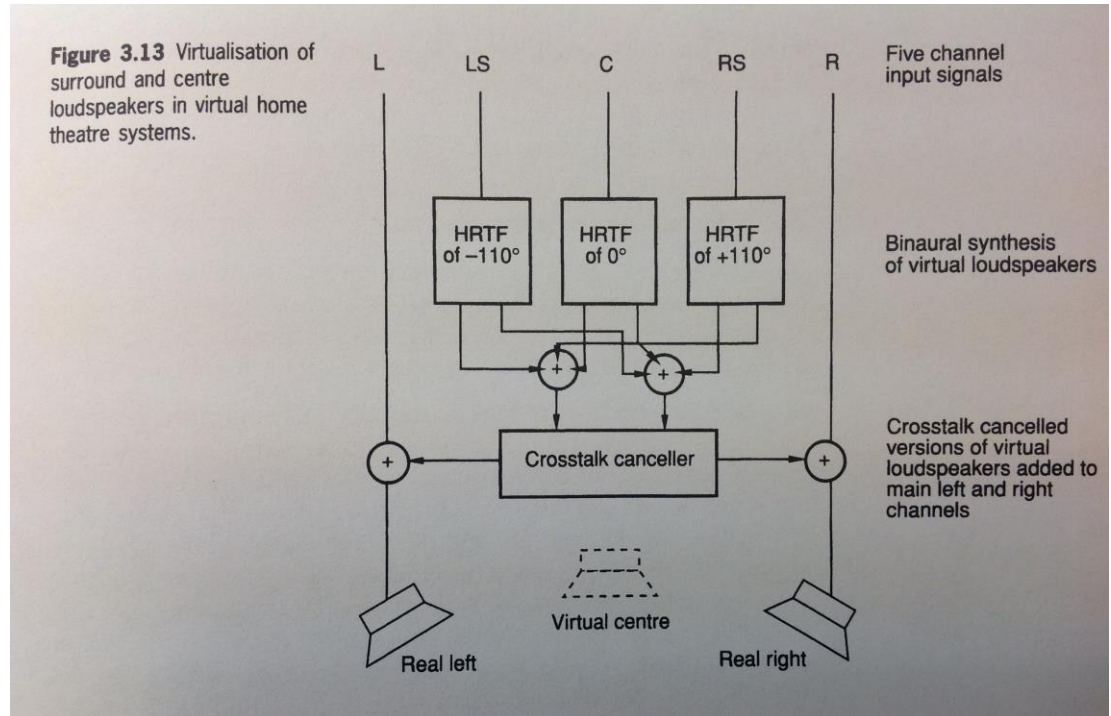 Figure 3.13 Virtualisation of
surround and centre
loudspeakers in virtual home
theatre systems.
L LS C RS R
Five channel
input signals
HRTF
of –110°
HRTF
of 0°
HRTF
of +110°
Binaural synthesis
of virtual loudspeakers
+ +
Crosstalk canceller
+ +
Crosstalk cancelled
versions of virtual
loudspeakers added to
main left and right
channels
Virtual centre
Real left
Real right